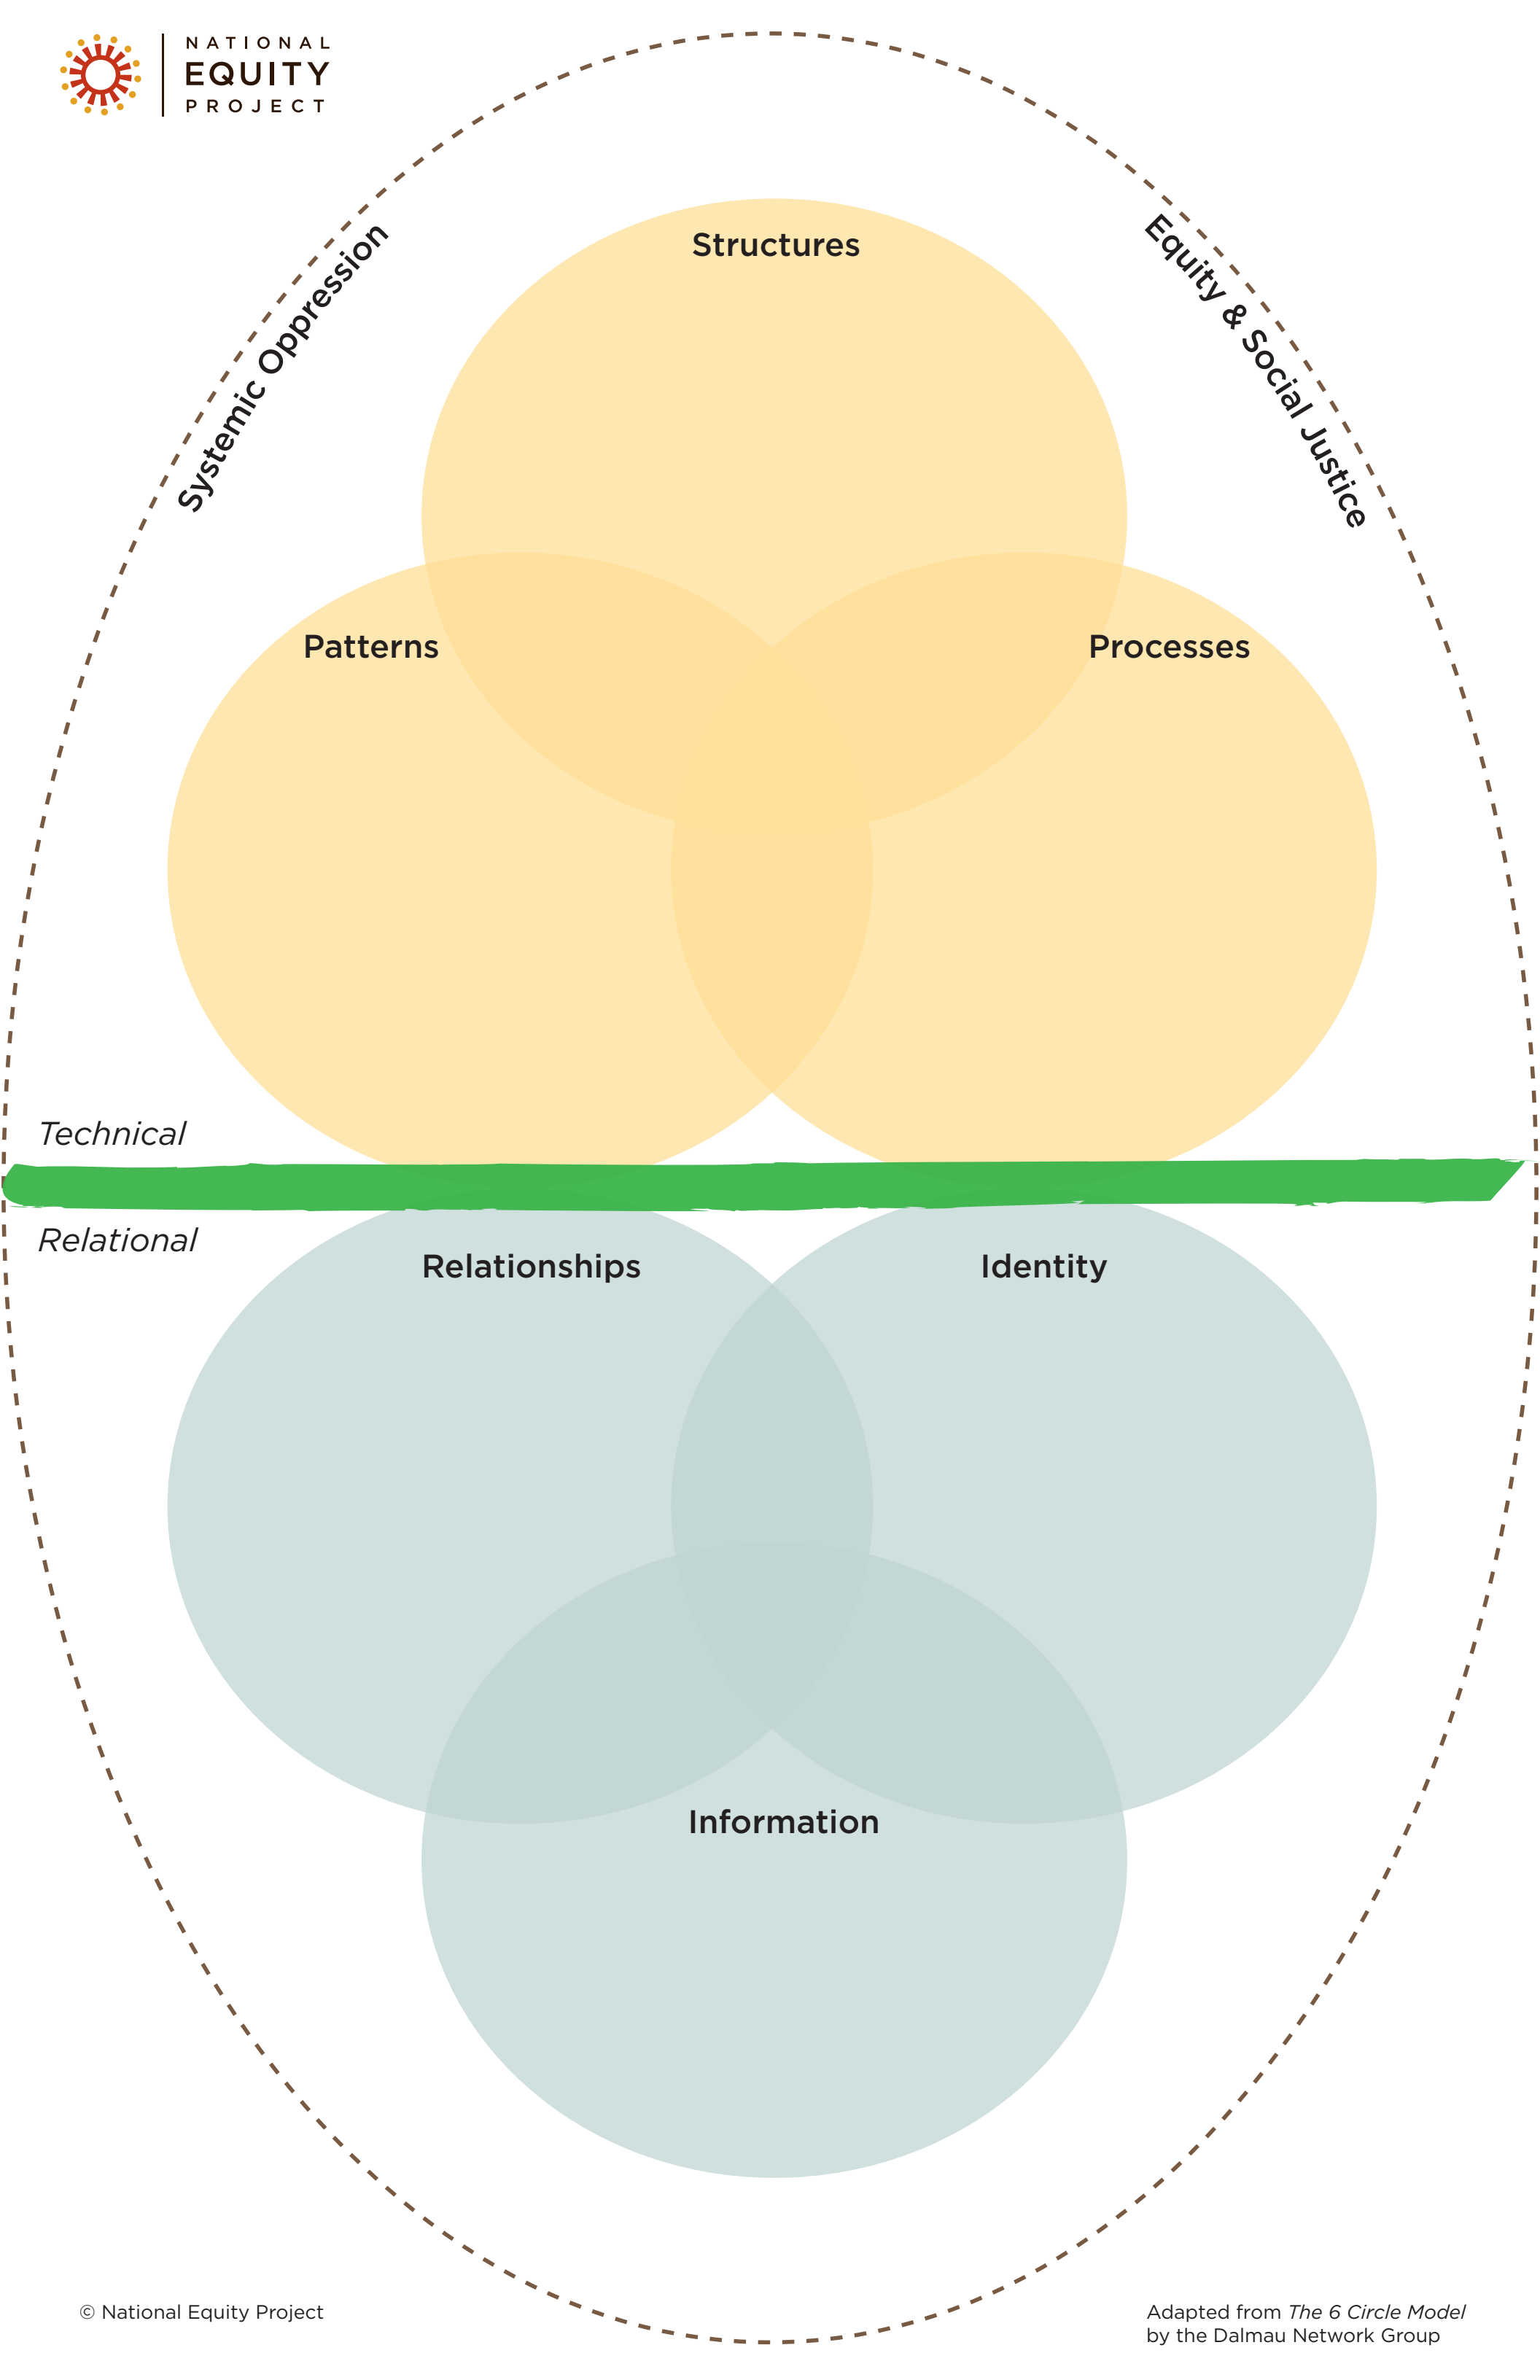 NATIONAL
EQUITY
PROJECT
Systemic Oppression
Equity & Social Justice
Structures
Patterns
Processes
Technical
Relational
Relationships
Identity
Information
© National Equity Project
Adapted from The 6 Circle Model
by the Dalmau Network Group